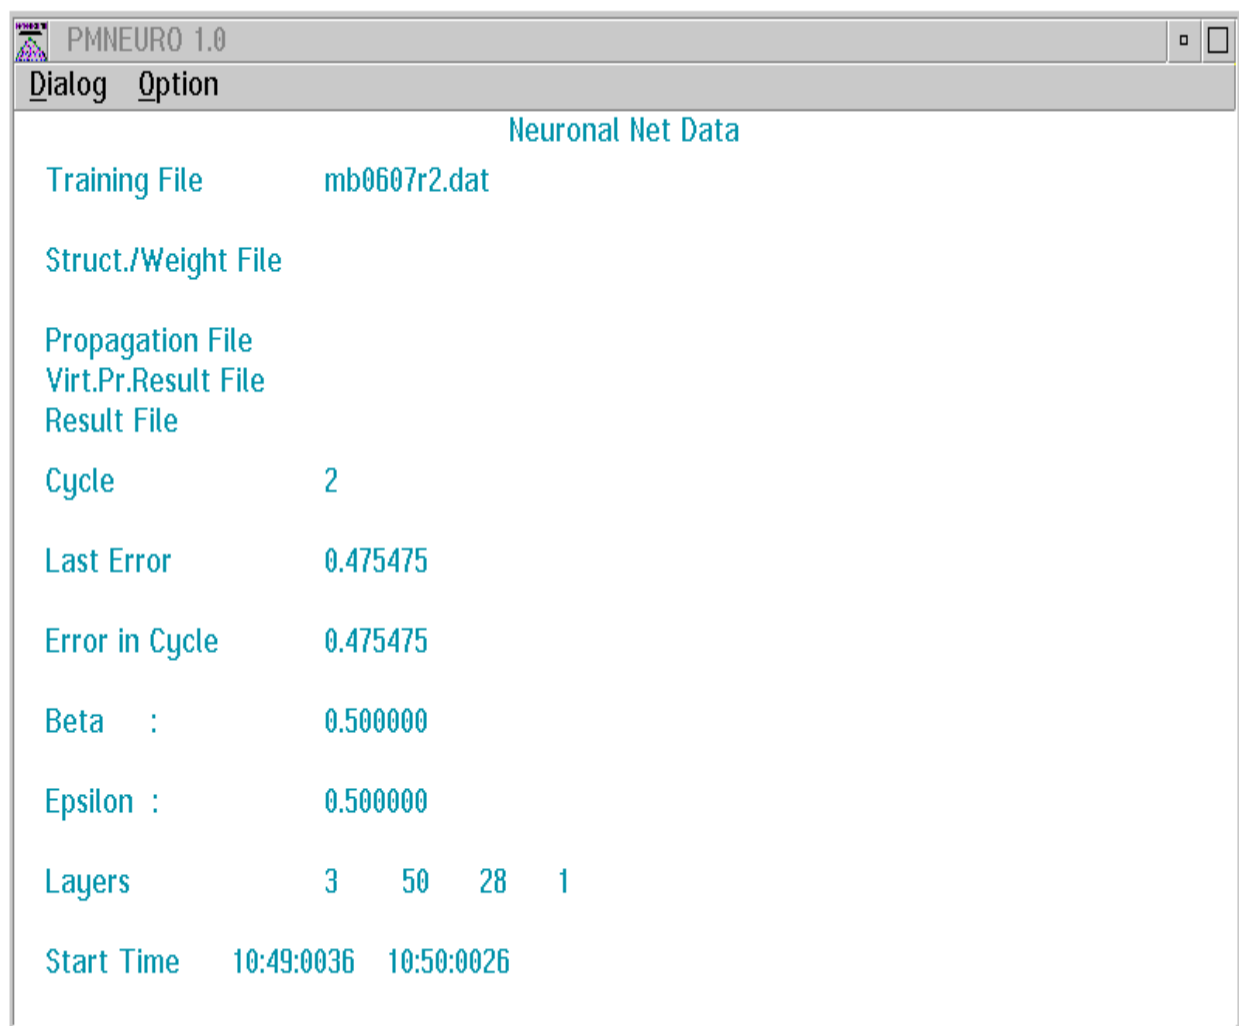 PMNEURO 1.0
Dialog Option
Neuronal Net Data
Training File mb0607r2.dat
Struct./Weight File
Propagation File
Virt.Pr.Result File
Result File
Cycle 2
Last Error 0.475475
Error in Cycle 0.475475
Beta : 0.500000
Epsilon : 0.500000
Layers 3 50 28 1
Start Time 10:49:0036 10:50:0026